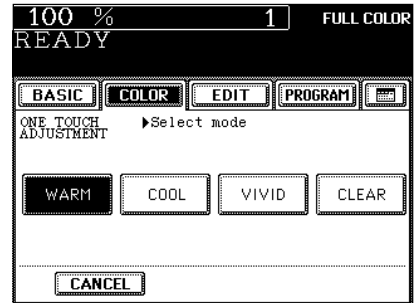 100 % 1 FULL COLOR
READY
BASIC COLOR EDIT PROGRAM
ONE TOUCH ADJUSTMENT ▶Select mode
WARM COOL VIVID CLEAR
CANCEL